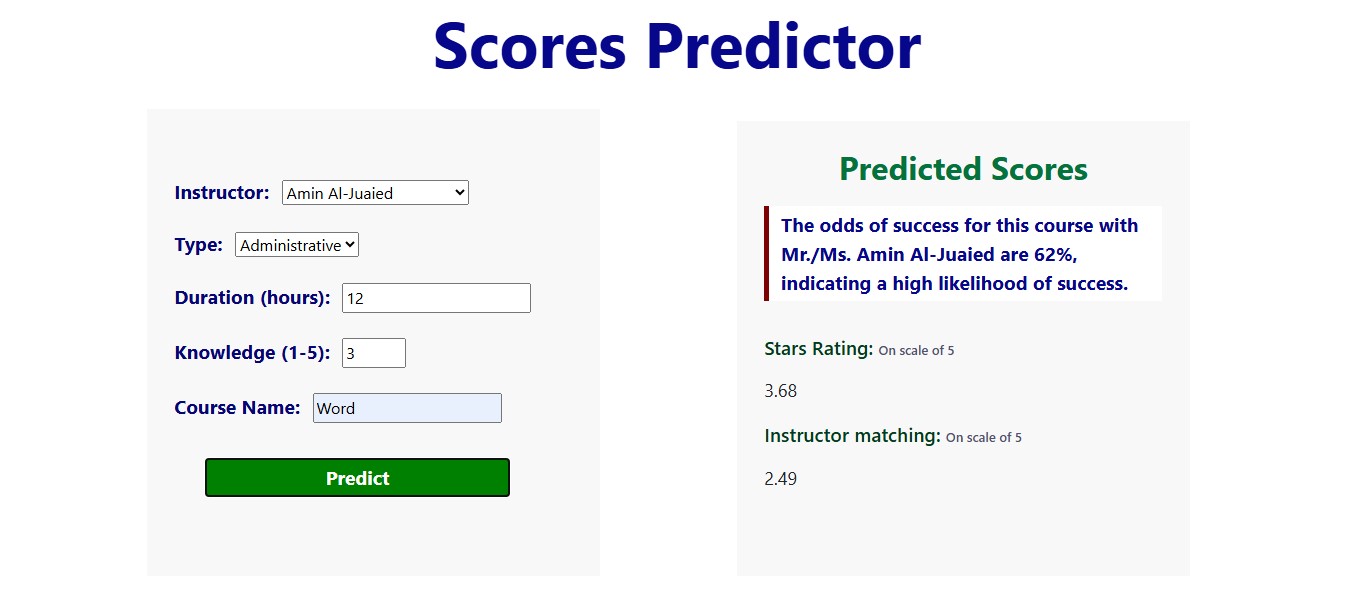 Scores Predictor
Instructor: Amin Al-Juaied
Type: Administrative
Duration (hours): 12
Knowledge (1-5): 3
Course Name: Word
Predict
Predicted Scores
The odds of success for this course with
Mr./Ms. Amin Al-Juaied are 62%,
indicating a high likelihood of success.
Stars Rating: On scale of 5
3.68
Instructor matching: On scale of 5
2.49